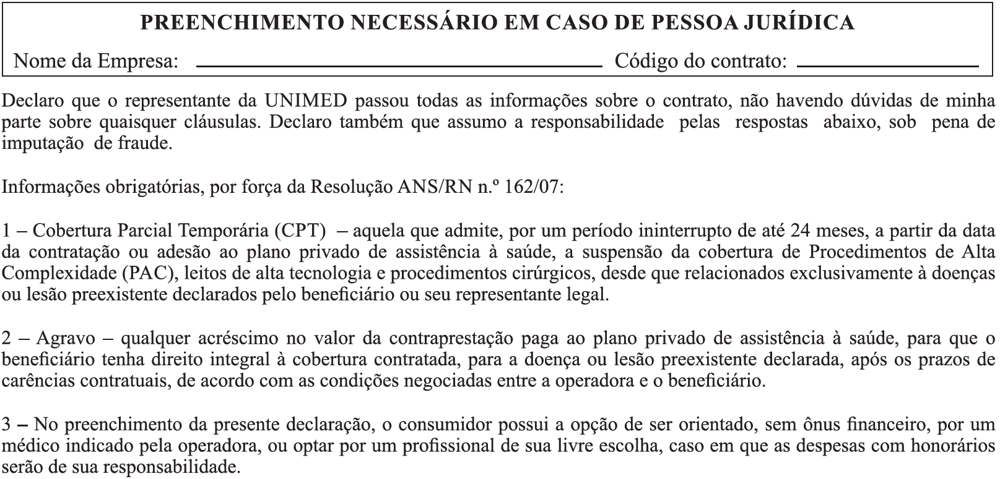 PREENCHIMENTO NECESSÁRIO EM CASO DE PESSOA JURÍDICA
Nome da Empresa: Código do contrato:
Declaro que o representante da UNIMED passou todas as informações sobre o contrato, não havendo dúvidas de minha
parte sobre quaisquer cláusulas. Declaro também que assumo a responsabilidade pelas respostas abaixo, sob pena de
imputação de fraude.
Informações obrigatórias, por força da Resolução ANS/RN n.º 162/07:
1 – Cobertura Parcial Temporária (CPT) – aquela que admite, por um período ininterrupto de até 24 meses, a partir da data
da contratação ou adesão ao plano privado de assistência à saúde, a suspensão da cobertura de Procedimentos de Alta
Complexidade (PAC), leitos de alta tecnologia e procedimentos cirúrgicos, desde que relacionados exclusivamente à doenças
ou lesão preexistente declarados pelo beneficiário ou seu representante legal.
2 – Agravo – qualquer acréscimo no valor da contraprestação paga ao plano privado de assistência à saúde, para que o
beneficiário tenha direito integral à cobertura contratada, para a doença ou lesão preexistente declarada, após os prazos de
carências contratuais, de acordo com as condições negociadas entre a operadora e o beneficiário.
3 – No preenchimento da presente declaração, o consumidor possui a opção de ser orientado, sem ônus financeiro, por um
médico indicado pela operadora, ou optar por um profissional de sua livre escolha, caso em que as despesas com honorários
serão de sua responsabilidade.